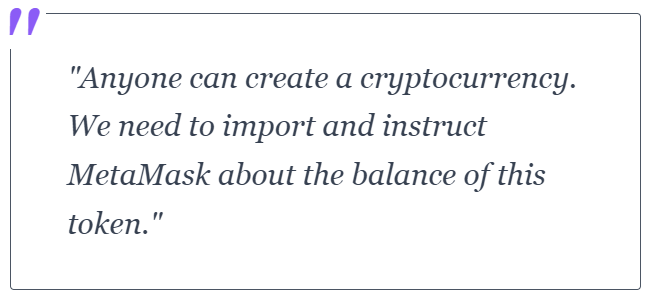 "Anyone can create a cryptocurrency.
We need to import and instruct
MetaMask about the balance of this
token."